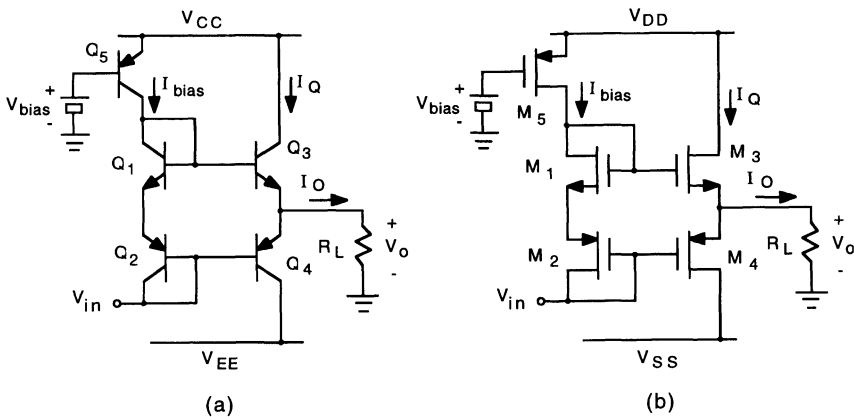 V_CC
Q_5
V_bias
+
-
I_bias
I_Q
Q_1
Q_3
I_O
Q_2
Q_4
R_L
+
V_o
-
V_in
V_EE
(a)
V_DD
V_bias
+
-
M_5
I_bias
I_Q
M_1
M_3
I_O
M_2
M_4
R_L
+
V_o
-
V_in
V_SS
(b)